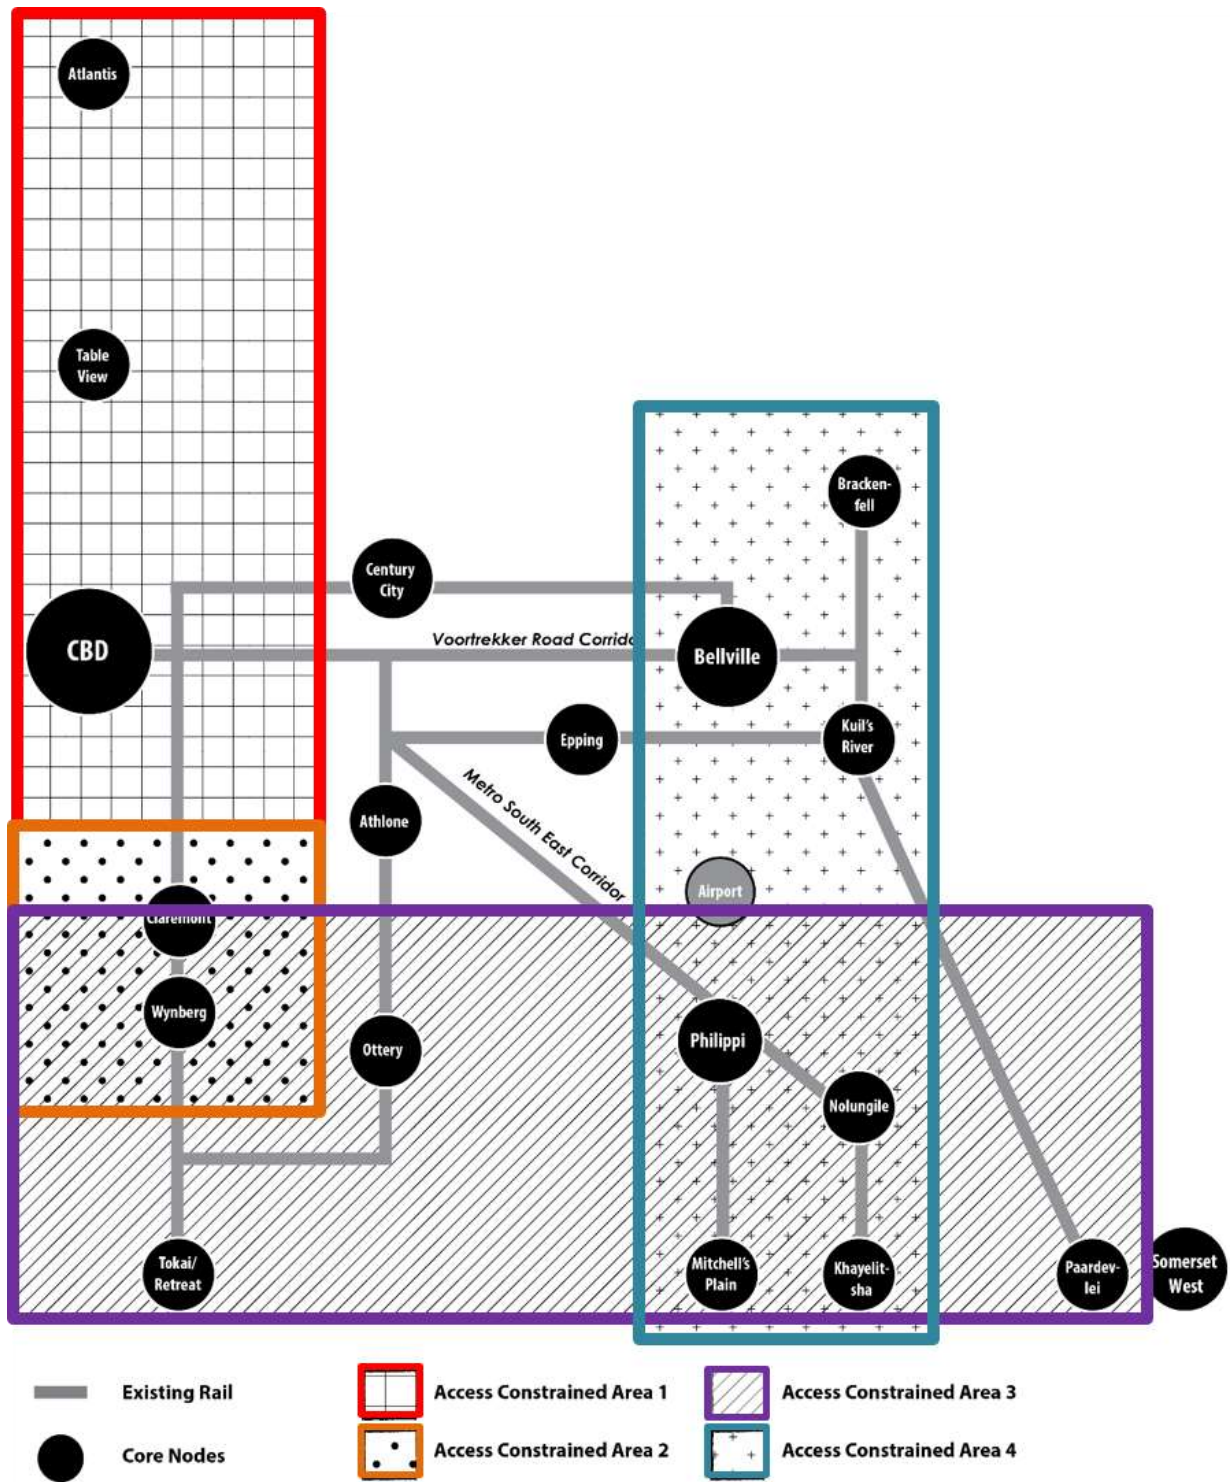 Atlantis
Table
View
Century
City
CBD
Voortrekker Road Corrido
Bellville
Bracken-
fell
Epping
Kuil's
River
Metro South East Corridor
Athlone
Airport
Claremont
Wynberg
Ottery
Philippi
Nolungile
Tokai/
Retreat
Mitchell's
Plain
Khayelit-
sha
Paardev-
lei
Somerset
West
Existing Rail
Access Constrained Area 1
Access Constrained Area 3
Core Nodes
Access Constrained Area 2
Access Constrained Area 4